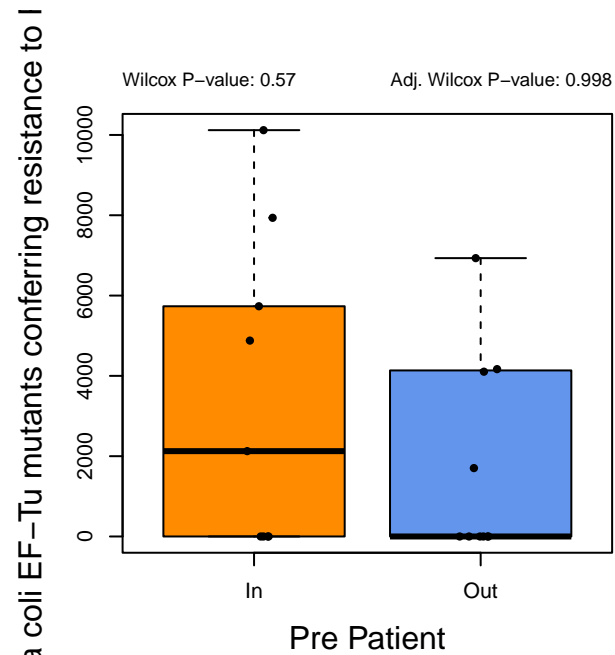 Wilcox P−value: 0.57 Adj. Wilcox P−value: 0.998
a coli EF−Tu mutants conferring resistance to
10000
8000
6000
4000
2000
0
In Out
Pre Patient